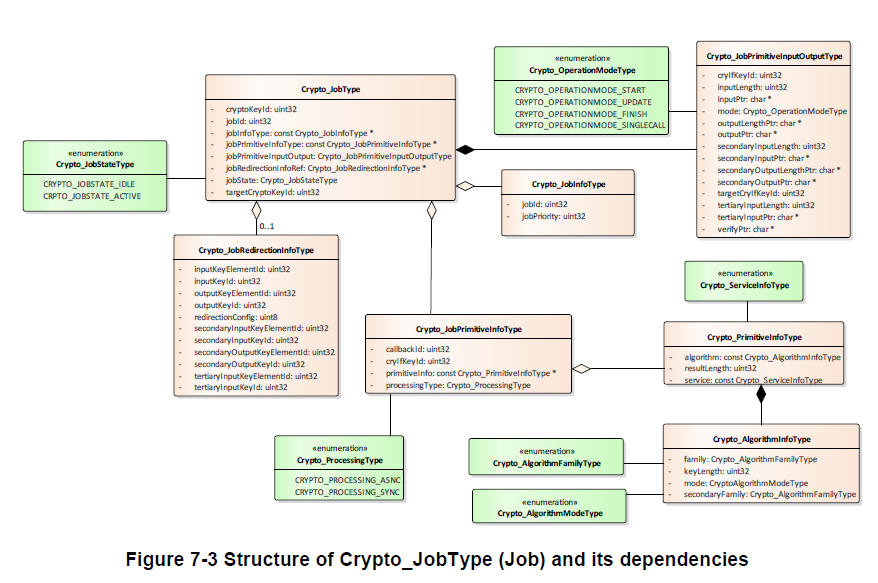 «enumeration»
Crypto_OperationModeType
CRYPTO_OPERATIONMODE_START
CRYPTO_OPERATIONMODE_UPDATE
CRYPTO_OPERATIONMODE_FINISH
CRYPTO_OPERATIONMODE_SINGLECALL
Crypto_JobPrimitiveInputOutputType
- cryIfKeyId: uint32
- inputLength: uint32
- inputPtr: char *
- mode: Crypto_OperationModeType
- outputLengthPtr: char *
- outputPtr: char *
- secondaryInputLength: uint32
- secondaryInputPtr: char *
- secondaryOutputLengthPtr: char *
- secondaryOutputPtr: char *
- targetCryIfKeyId: uint32
- tertiaryInputLength: uint32
- tertiaryInputPtr: char *
- verifyPtr: char *
Crypto_JobType
- cryptoKeyId: uint32
- jobId: uint32
- jobInfoType: const Crypto_JobInfoType *
- jobPrimitiveInfoType: const Crypto_JobPrimitiveInfoType *
- jobPrimitiveInputOutput: Crypto_JobPrimitiveInputOutputType
- jobRedirectionInfoRef: Crypto_JobRedirectionInfoType *
- jobState: Crypto_JobStateType
- targetCryptoKeyId: uint32
«enumeration»
Crypto_JobStateType
CRYPTO_JOBSTATE_IDLE
CRPTO_JOBSTATE_ACTIVE
Crypto_JobInfoType
- jobId: uint32
- jobPriority: uint32
0..1
Crypto_JobRedirectionInfoType
- inputKeyElementId: uint32
- inputKeyId: uint32
- outputKeyElementId: uint32
- outputKeyId: uint32
- redirectionConfig: uint8
- secondaryInputKeyElementId: uint32
- secondaryInputKeyId: uint32
- secondaryOutputKeyElementId: uint32
- secondaryOutputKeyId: uint32
- tertiaryInputKeyElementId: uint32
- tertiaryInputKeyId: uint32
«enumeration»
Crypto_ServiceInfoType
Crypto_JobPrimitiveInfoType
- callbackId: uint32
- cryIfKeyId: uint32
- primitiveInfo: const Crypto_PrimitiveInfoType *
- processingType: Crypto_ProcessingType
Crypto_PrimitiveInfoType
- algorithm: const Crypto_AlgorithmInfoType
- resultLength: uint32
- service: const Crypto_ServiceInfoType
«enumeration»
Crypto_ProcessingType
CRYPTO_PROCESSING_ASNC
CRYPTO_PROCESSING_SYNC
«enumeration»
Crypto_AlgorithmFamilyType
«enumeration»
Crypto_AlgorithmModeType
Crypto_AlgorithmInfoType
- family: Crypto_AlgorithmFamilyType
- keyLength: uint32
- mode: CryptoAlgorithmModeType
- secondaryFamily: Crypto_AlgorithmFamilyType
Figure 7-3 Structure of Crypto_JobType (Job) and its dependencies